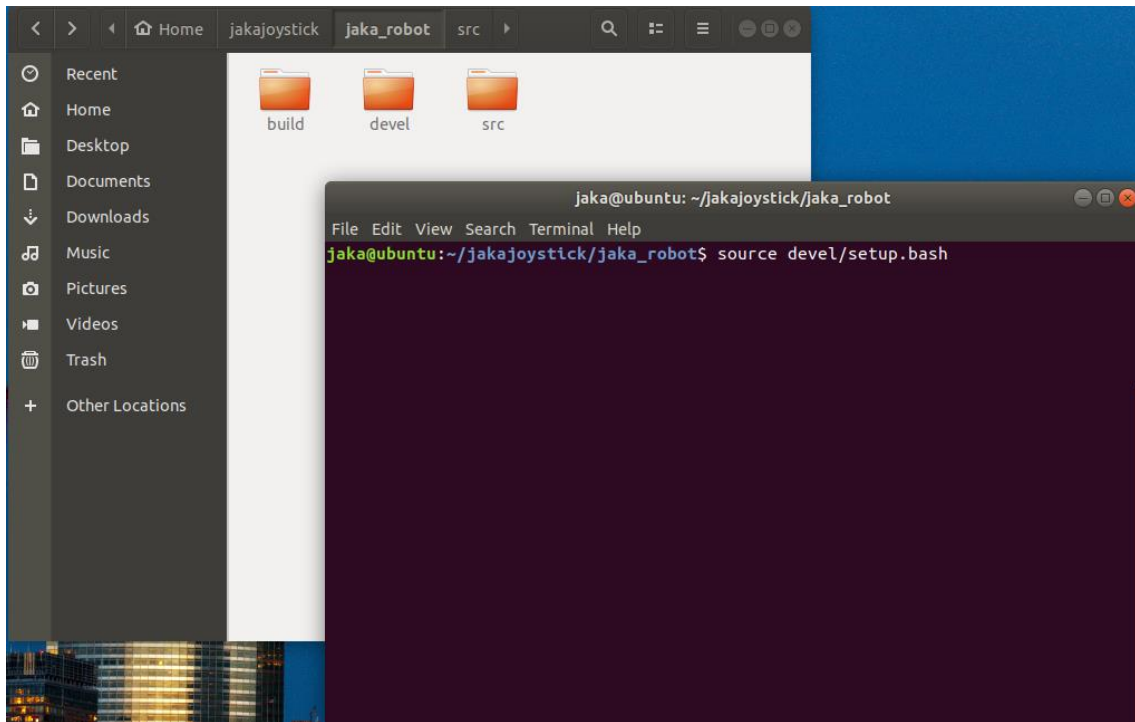 Home jakajoystick jaka_robot src
Recent
Home
Desktop
Documents
Downloads
Music
Pictures
Videos
Trash
Other Locations
build devel src
jaka@ubuntu: ~/jakajoystick/jaka_robot
File Edit View Search Terminal Help
jaka@ubuntu:~/jakajoystick/jaka_robot$ source devel/setup.bash